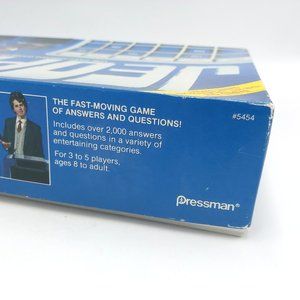 THE FAST-MOVING GAME
OF ANSWERS AND QUESTIONS!
#5454
Includes over 2,000 answers
and questions in a variety of
entertaining categories.
For 3 to 5 players,
ages 8 to adult.
Pressman®